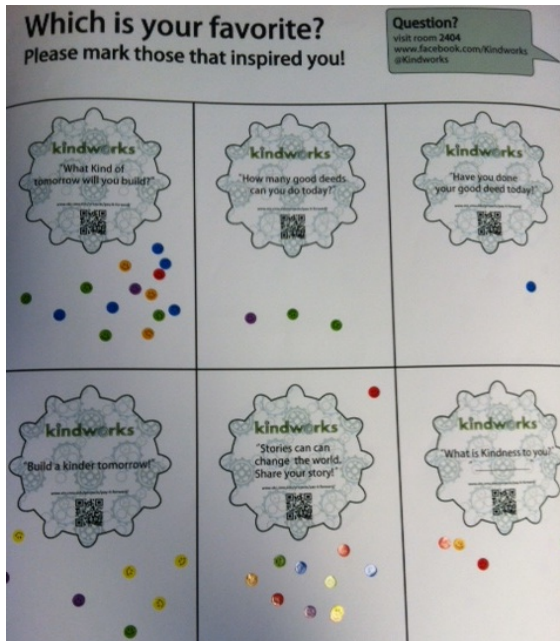 Which is your favorite?
Please mark those that inspired you!
Question?
visit room 2404
www.facebook.com/Kindworks
@Kindworks
kindworks
"What Kind of
tomorrow will you build?"
kindworks
"How many good deeds
can you do today?"
kindworks
"Have you done
your good deed today!"
kindworks
"Build a kinder tomorrow!"
kindworks
"Stories can can
change the world.
Share your story!"
kindworks
"What is Kindness to you!"